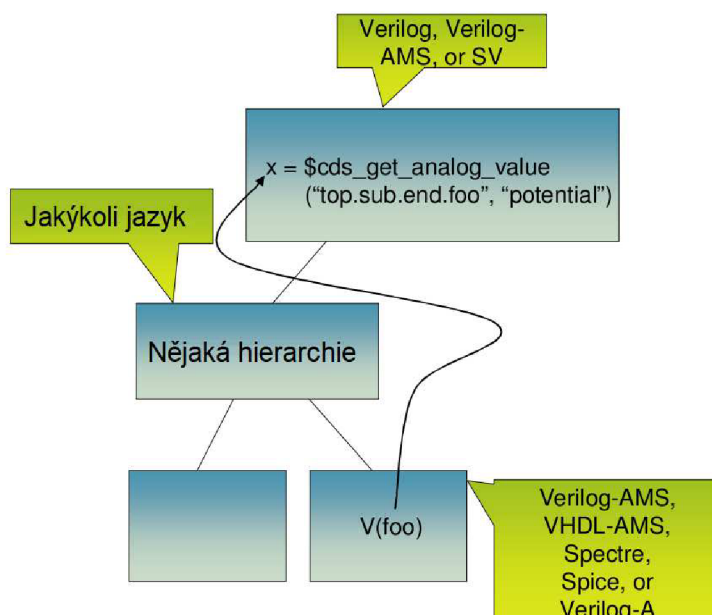 Verilog, Verilog-
AMS, or SV
x = $cds_get_analog_value
(“top.sub.end.foo”, “potential”)
Jakýkoli jazyk
Nějaká hierarchie
V(foo)
Verilog-AMS,
VHDL-AMS,
Spectre,
Spice, or
Verilog-A